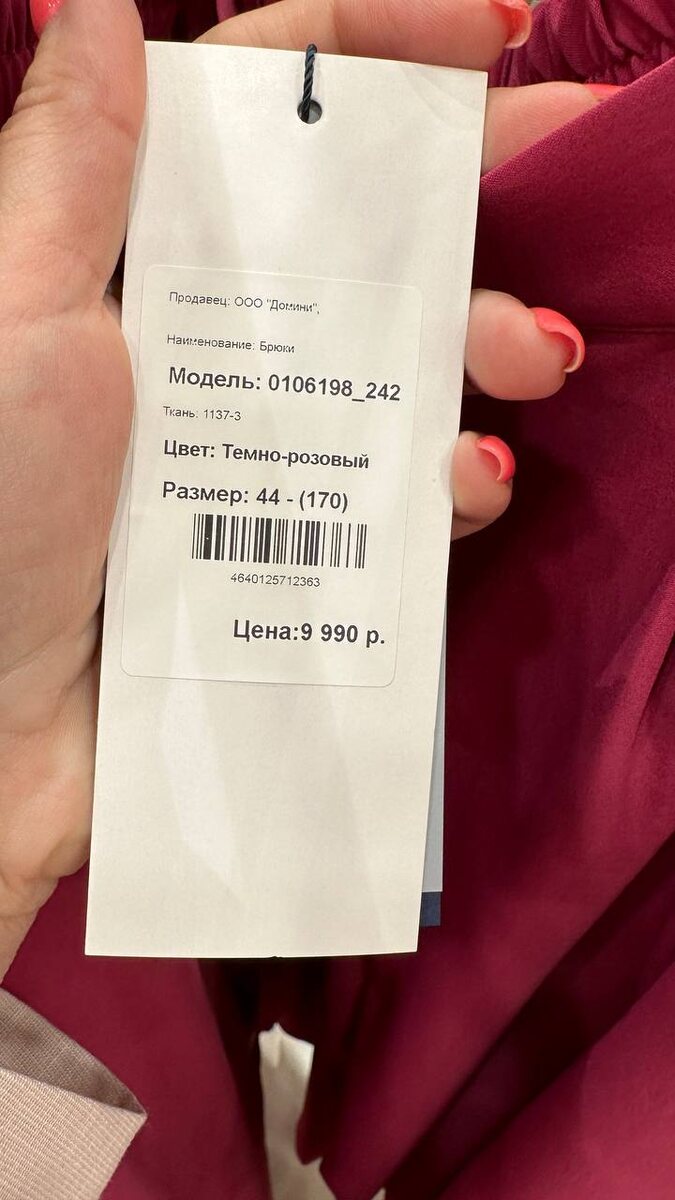 Продавец: ООО "Домини",
Наименование: Брюки
Модель: 0106198_242
Ткань: 1137-3
Цвет: Темно-розовый
Размер: 44 - (170)
4640125712363
Цена:9 990 р.